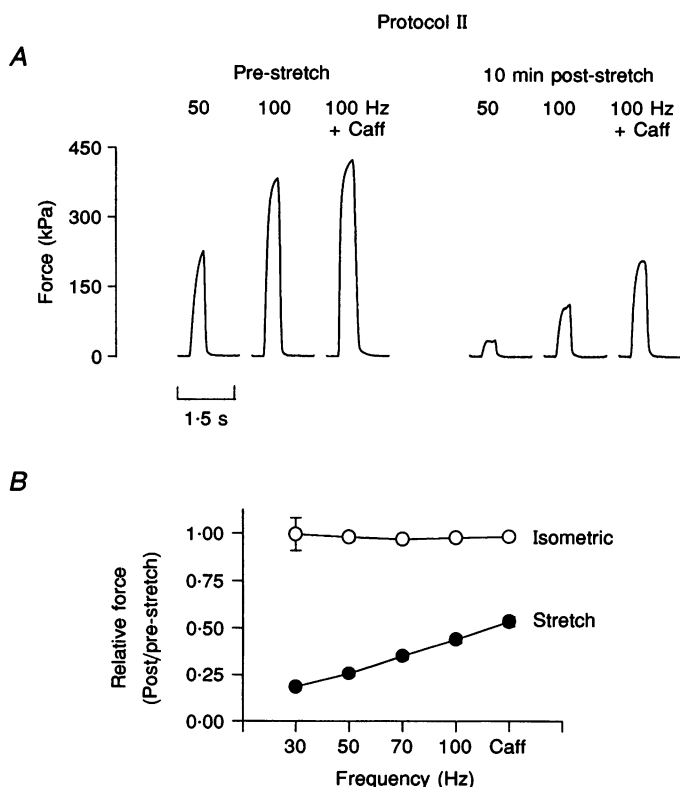 Protocol II
A
Pre-stretch
10 min post-stretch
50 100 100 Hz + Caff
50 100 100 Hz + Caff
Force (kPa)
450
300
150
0
1·5 s
B
Relative force
(Post/pre-stretch)
1·00
0·75
0·50
0·25
0·00
Isometric
Stretch
30 50 70 100 Caff
Frequency (Hz)